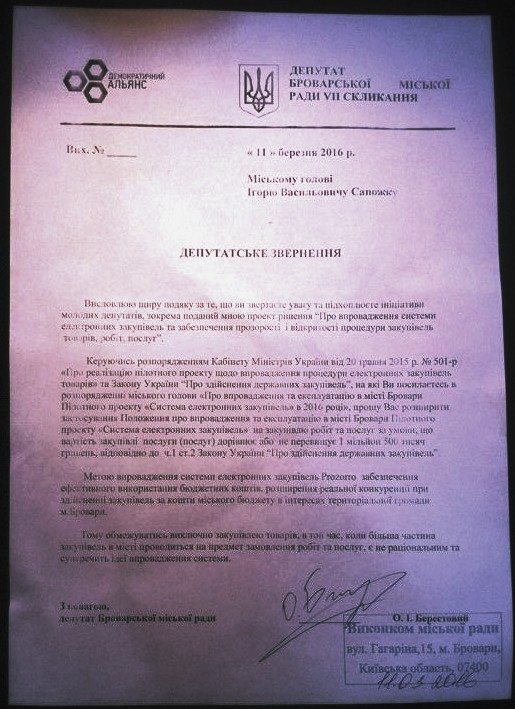 ДЕМОКРАТИЧНИЙ
АЛЬЯНС
ДЕПУТАТ
БРОВАРСЬКОЇ МІСЬКОЇ
РАДИ VII СКЛИКАННЯ
Вих. №
« 11 » березня 2016 р.
Міському голові
Ігорю Васильовичу Сапожку
ДЕПУТАТСЬКЕ ЗВЕРНЕННЯ
Висловлюю щиру подяку за те, що ви звертаєте увагу та підхоплюєте ініціативи
молодих депутатів, зокрема поданий мною проект рішення “Про впровадження системи
електронних закупівель та забезпечення прозорості і відкритості процедури закупівель
товарів, робіт, послуг”.
Керуючись розпорядженням Кабінету Міністрів України від 20 травня 2015 р. № 501-р
«Про реалізацію пілотного проекту щодо впровадження процедури електронних закупівель
товарів» та Закону України “Про здійснення державних закупівель”, на які Ви посилаєтесь в
розпорядженні міського голови «Про впровадження та експлуатацію в місті Бровари
Пілотного проекту «Система електронних закупівель» в 2016 році», прошу Вас розширити
застосування Положення про впровадження та експлуатацію в місті Бровари Пілотного
проекту «Система електронних закупівель» на закупівлю робіт та послуг за умови, що
вартість закупівлі послуги (послуг) дорівнює або не перевищує 1 мільйон 500 тисяч
гривень, відповідно до ч.1 ст.2 Закону України “Про здійснення державних закупівель”.
Метою впровадження системи електронних закупівель Prozorro забезпечення
ефективного використання бюджетних коштів, розширення реальної конкуренції при
здійсненні закупівель за кошти міського бюджету в інтересах територіальної громади
м.Бровари.
Тому обмежуватись виключно закупівлею товарів, в той час, коли більша частина
закупівель в місті проводиться на предмет замовлення робіт та послуг, є не раціональним та
суперечить ідеї впровадження системи.
З повагою,
депутат Броварської міської ради
О. І. Берестовий
Виконком міської ради
вул. Гагаріна,15, м. Бровари,
Київська область, 07400
11.03.2016